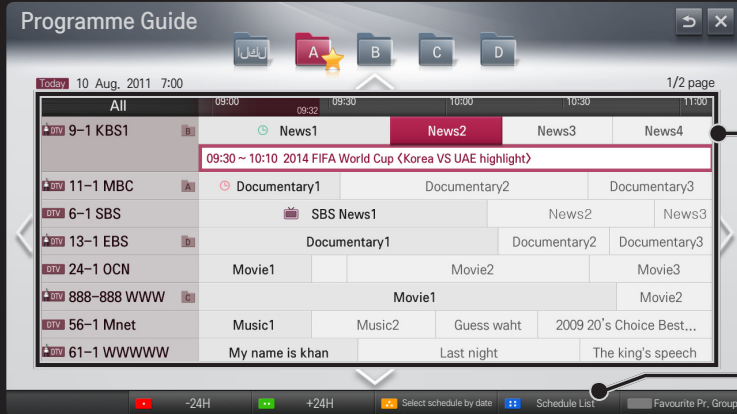 Programme Guide
الكل A B C D
Today 10 Aug. 2011 7:00 1/2 page
All 09:00 09:32 09:30 10:00 10:30 11:00
DTV 9-1 KBS1 B News1 News2 News3 News4
09:30 ~ 10:10 2014 FIFA World Cup 〈Korea VS UAE highlight〉
DTV 11-1 MBC A Documentary1 Documentary2 Documentary3
DTV 6-1 SBS SBS News1 News2 News3
DTV 13-1 EBS D Documentary1 Documentary2 Documentary3
DTV 24-1 OCN Movie1 Movie2 Movie3
DTV 888-888 WWW C Movie1 Movie2
DTV 56-1 Mnet Music1 Music2 Guess waht 2009 20's Choice Best...
DTV 61-1 WWWWW My name is khan Last night The king's speech
-24H +24H Select schedule by date Schedule List Favourite Pr. Group